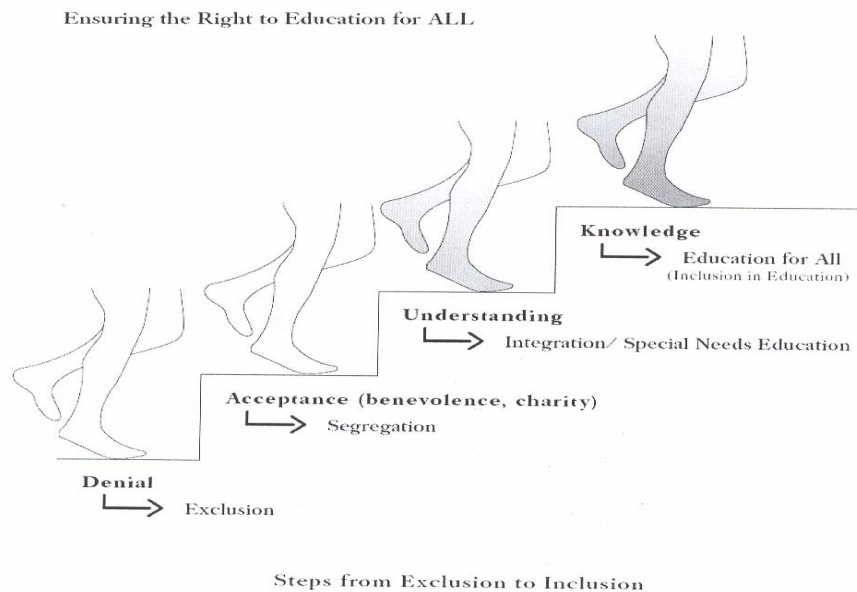 Ensuring the Right to Education for ALL
Knowledge
Education for All
(Inclusion in Education)
Understanding
Integration/ Special Needs Education
Acceptance (benevolence, charity)
Segregation
Denial
Exclusion
Steps from Exclusion to Inclusion